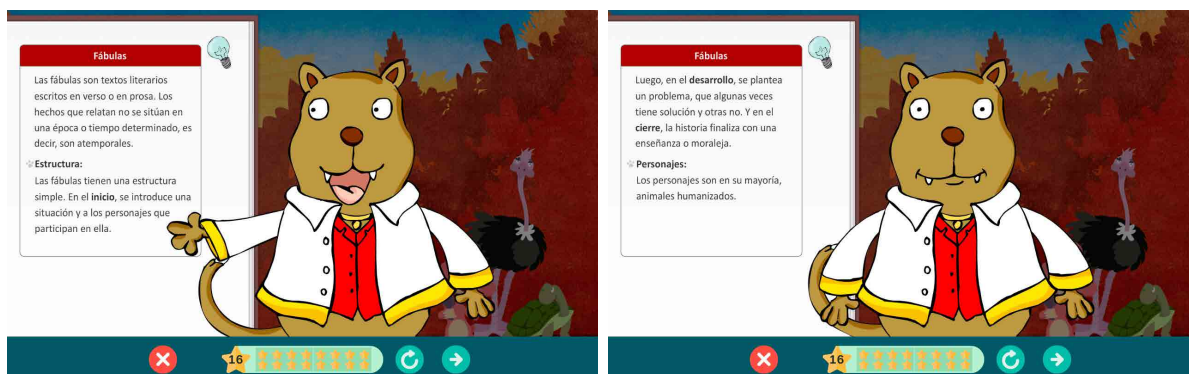 Fábulas
Las fábulas son textos literarios
escritos en verso o en prosa. Los
hechos que relatan no se sitúan en
una época o tiempo determinado, es
decir, son atemporales.
Estructura:
Las fábulas tienen una estructura
simple. En el inicio, se introduce una
situación y a los personajes que
participan en ella.
16
Fábulas
Luego, en el desarrollo, se plantea
un problema, que algunas veces
tiene solución y otras no. Y en el
cierre, la historia finaliza con una
enseñanza o moraleja.
Personajes:
Los personajes son en su mayoría,
animales humanizados.
16